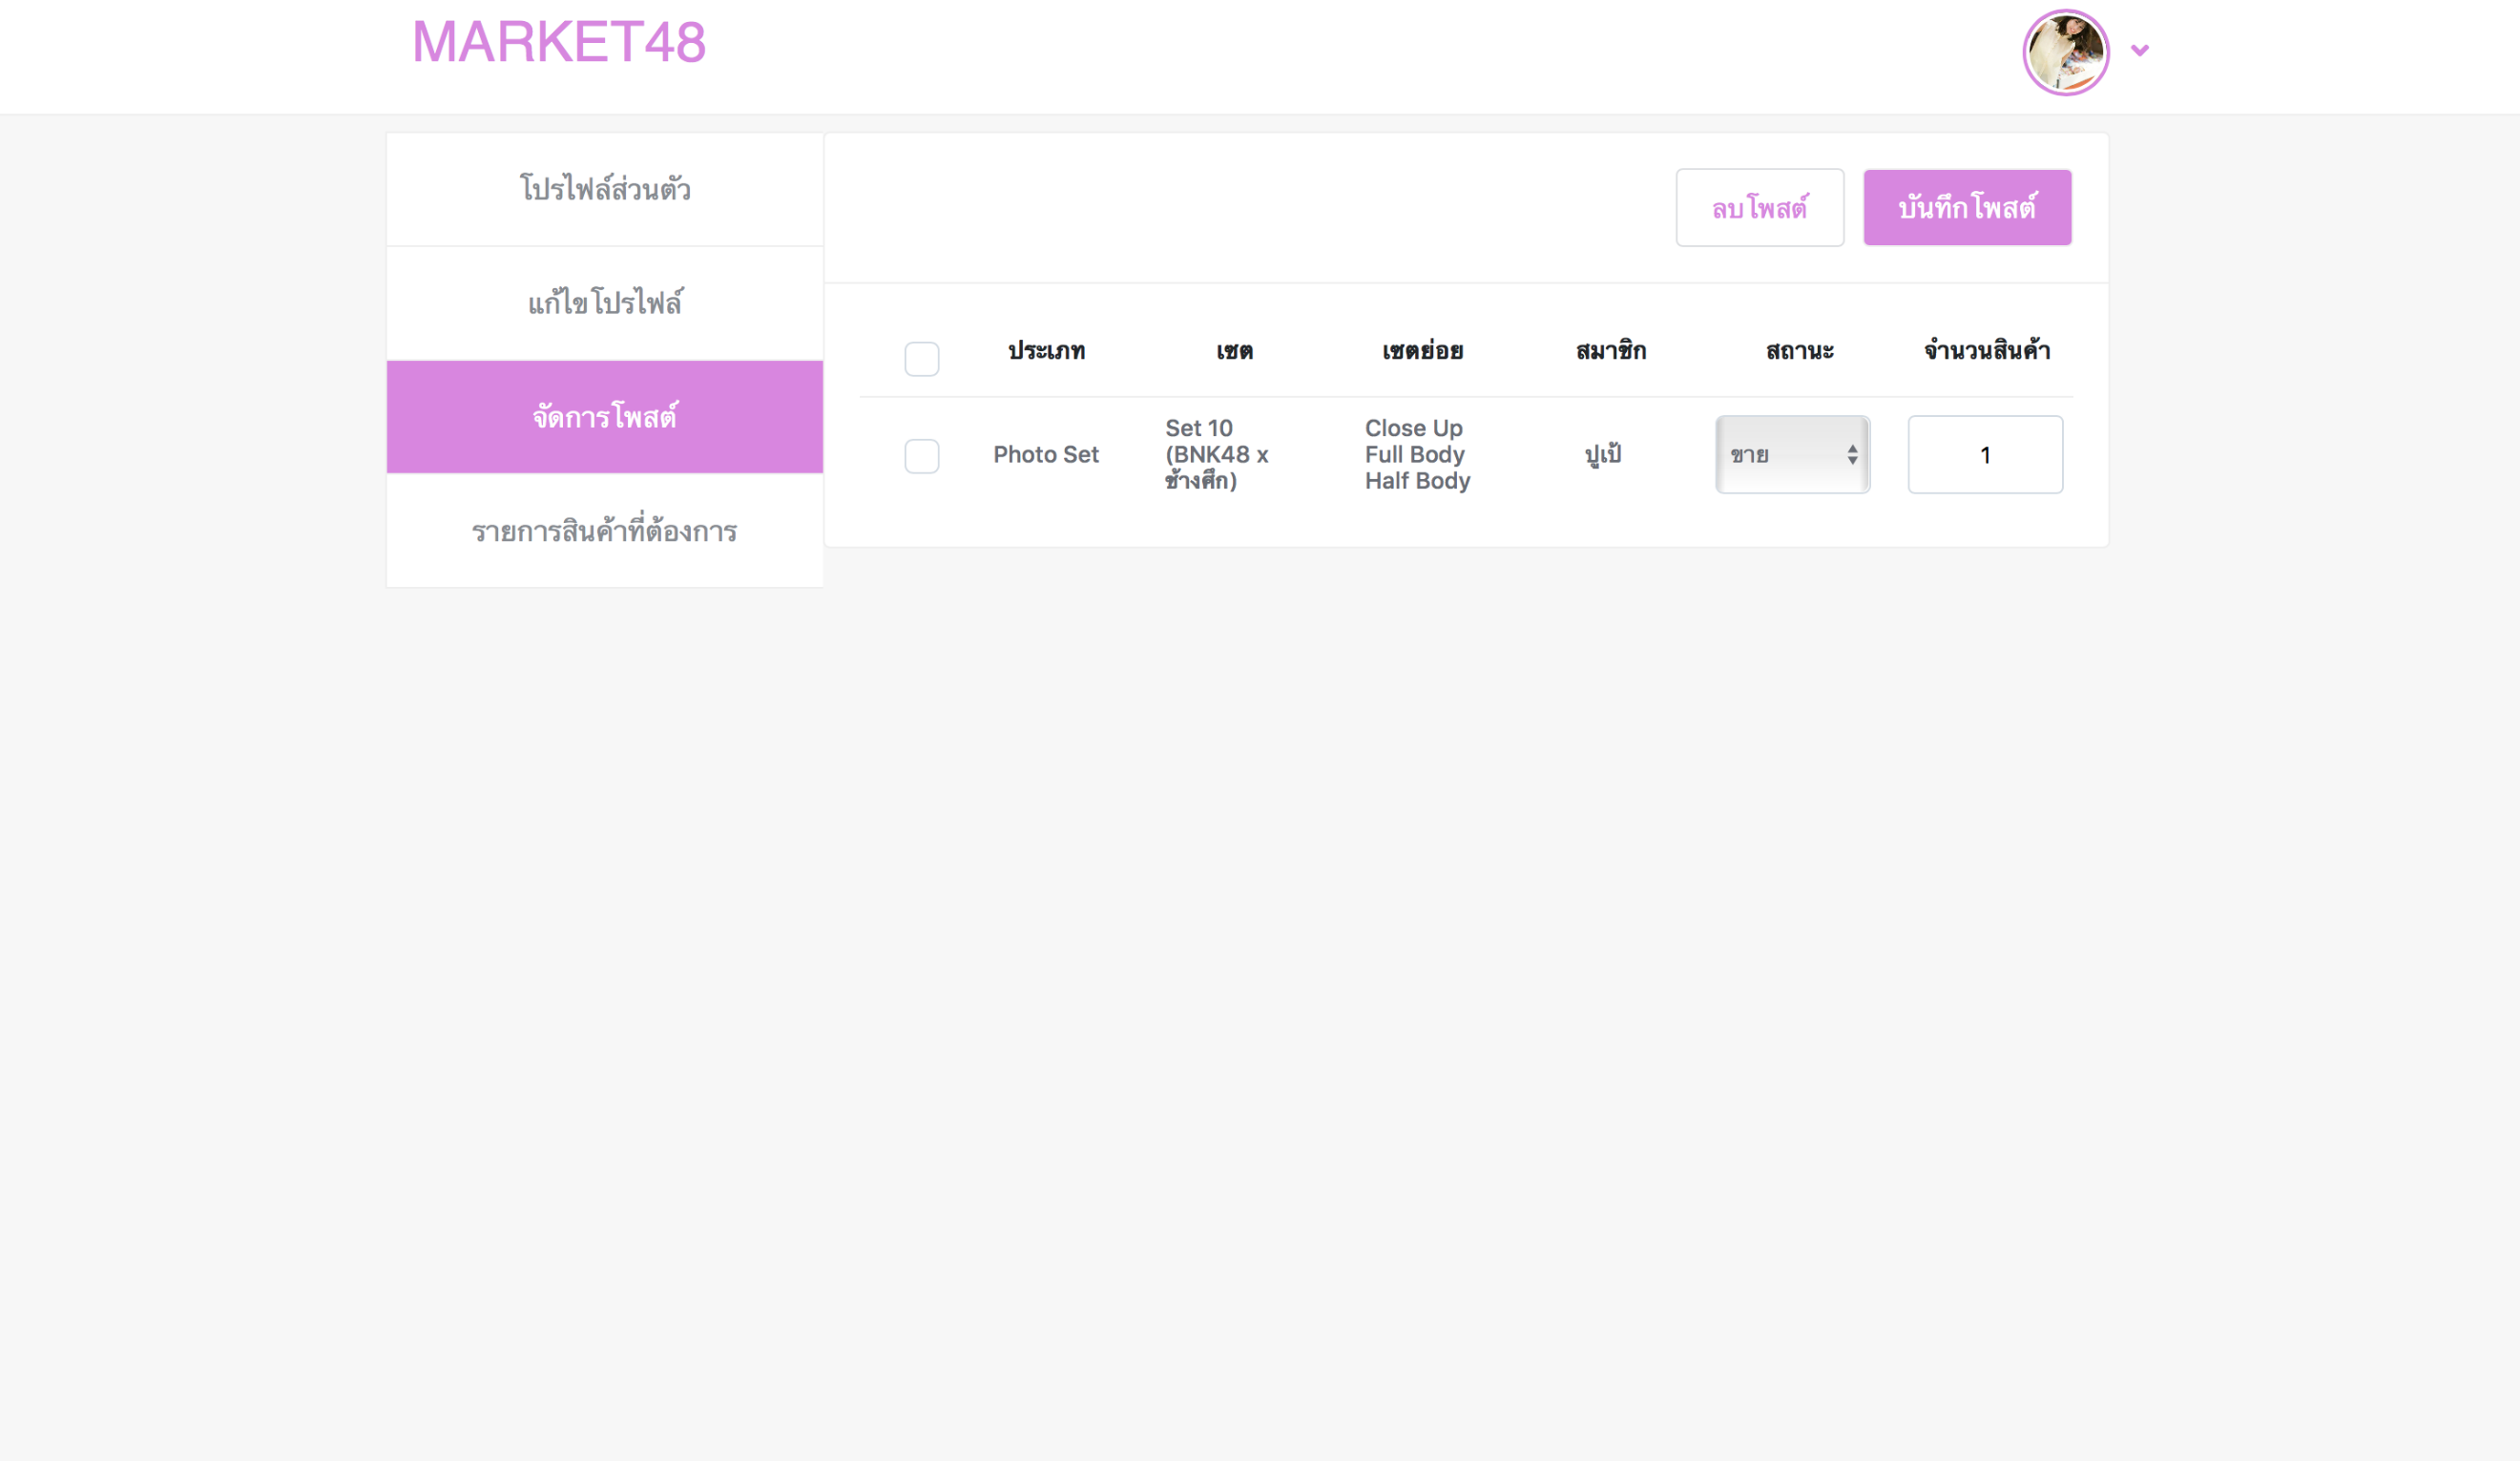 MARKET48
โปรไฟล์ส่วนตัว
แก้ไขโปรไฟล์
จัดการโพสต์
รายการสินค้าที่ต้องการ
ลบโพสต์
บันทึกโพสต์
ประเภท
เซต
เซตย่อย
สมาชิก
สถานะ
จำนวนสินค้า
Photo Set
Set 10
(BNK48 x
ช้างศึก)
Close Up
Full Body
Half Body
ปูเป้
ขาย
1